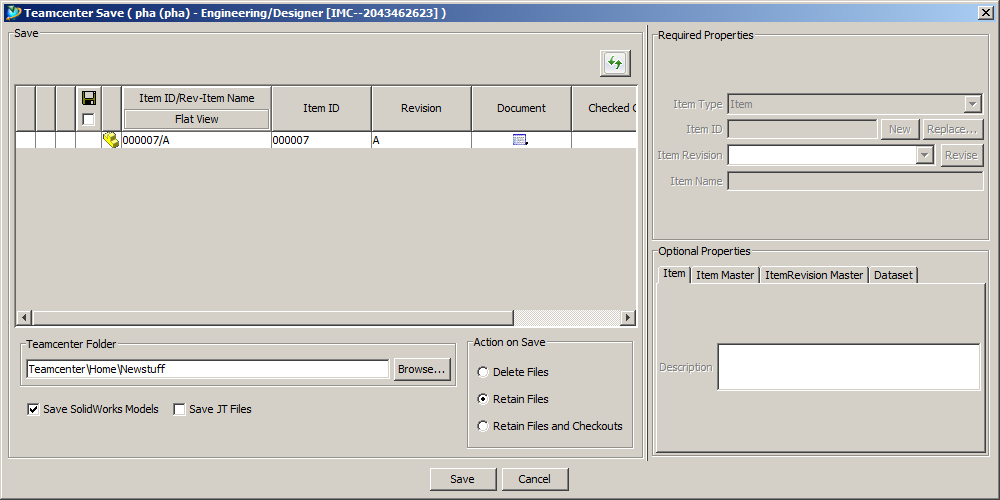 Teamcenter Save ( pha (pha) - Engineering/Designer [IMC--2043462623] )
Save
Item ID/Rev-Item Name
Flat View
Item ID
Revision
Document
Checked O
000007/A
000007
A
Teamcenter Folder
Teamcenter\Home\Newstuff
Browse...
Save SolidWorks Models
Save JT Files
Action on Save
Delete Files
Retain Files
Retain Files and Checkouts
Required Properties
Item Type
Item
Item ID
New
Replace...
Item Revision
Revise
Item Name
Optional Properties
Item
Item Master
ItemRevision Master
Dataset
Description
Save
Cancel